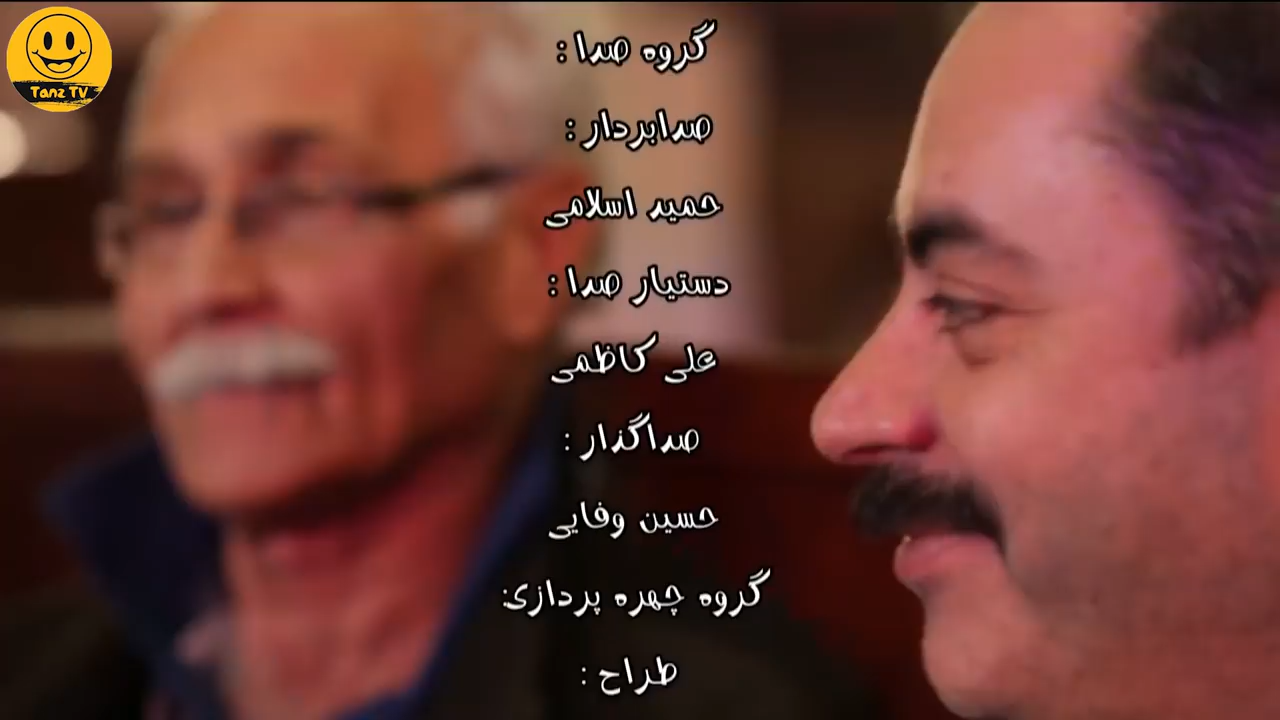 Tanz TV
گروه صدا :
صدابردار :
حمید اسلامی
دستیار صدا :
علی کاظمی
صداگذار :
حسین وفایی
گروه چهره پردازی:
طراح :